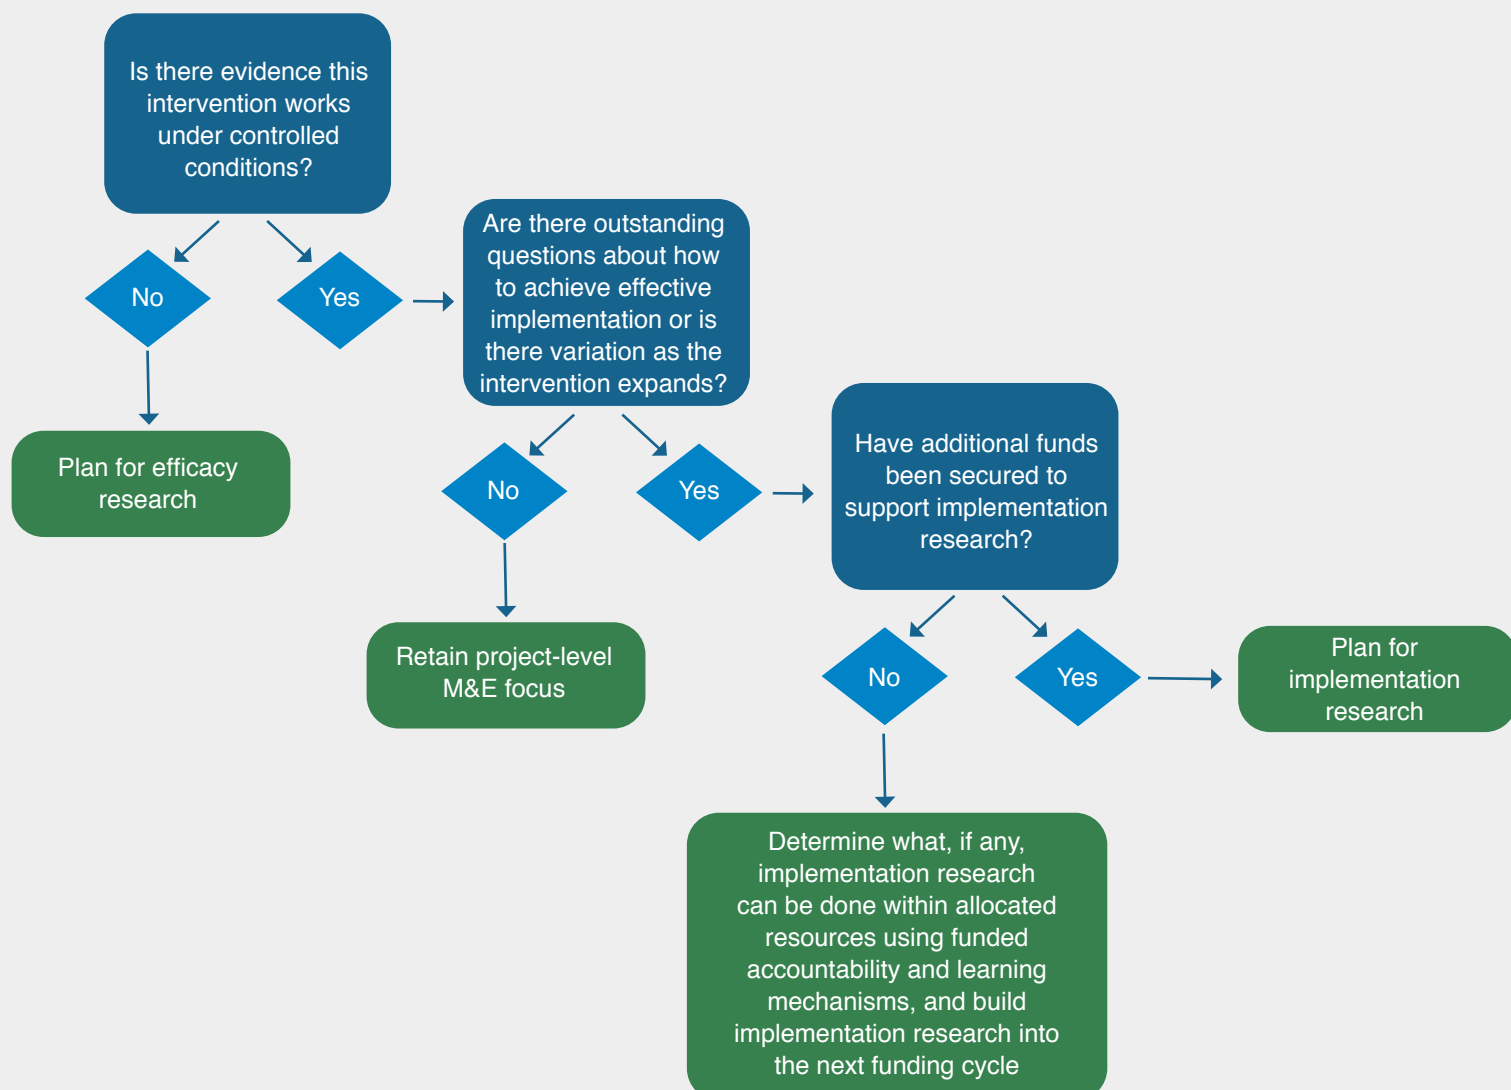 Is there evidence this
intervention works
under controlled
conditions?
No
Yes
Plan for efficacy
research
Are there outstanding
questions about how
to achieve effective
implementation or is
there variation as the
intervention expands?
No
Yes
Retain project-level
M&E focus
Have additional funds
been secured to
support implementation
research?
No
Yes
Plan for
implementation
research
Determine what, if any,
implementation research
can be done within allocated
resources using funded
accountability and learning
mechanisms, and build
implementation research into
the next funding cycle